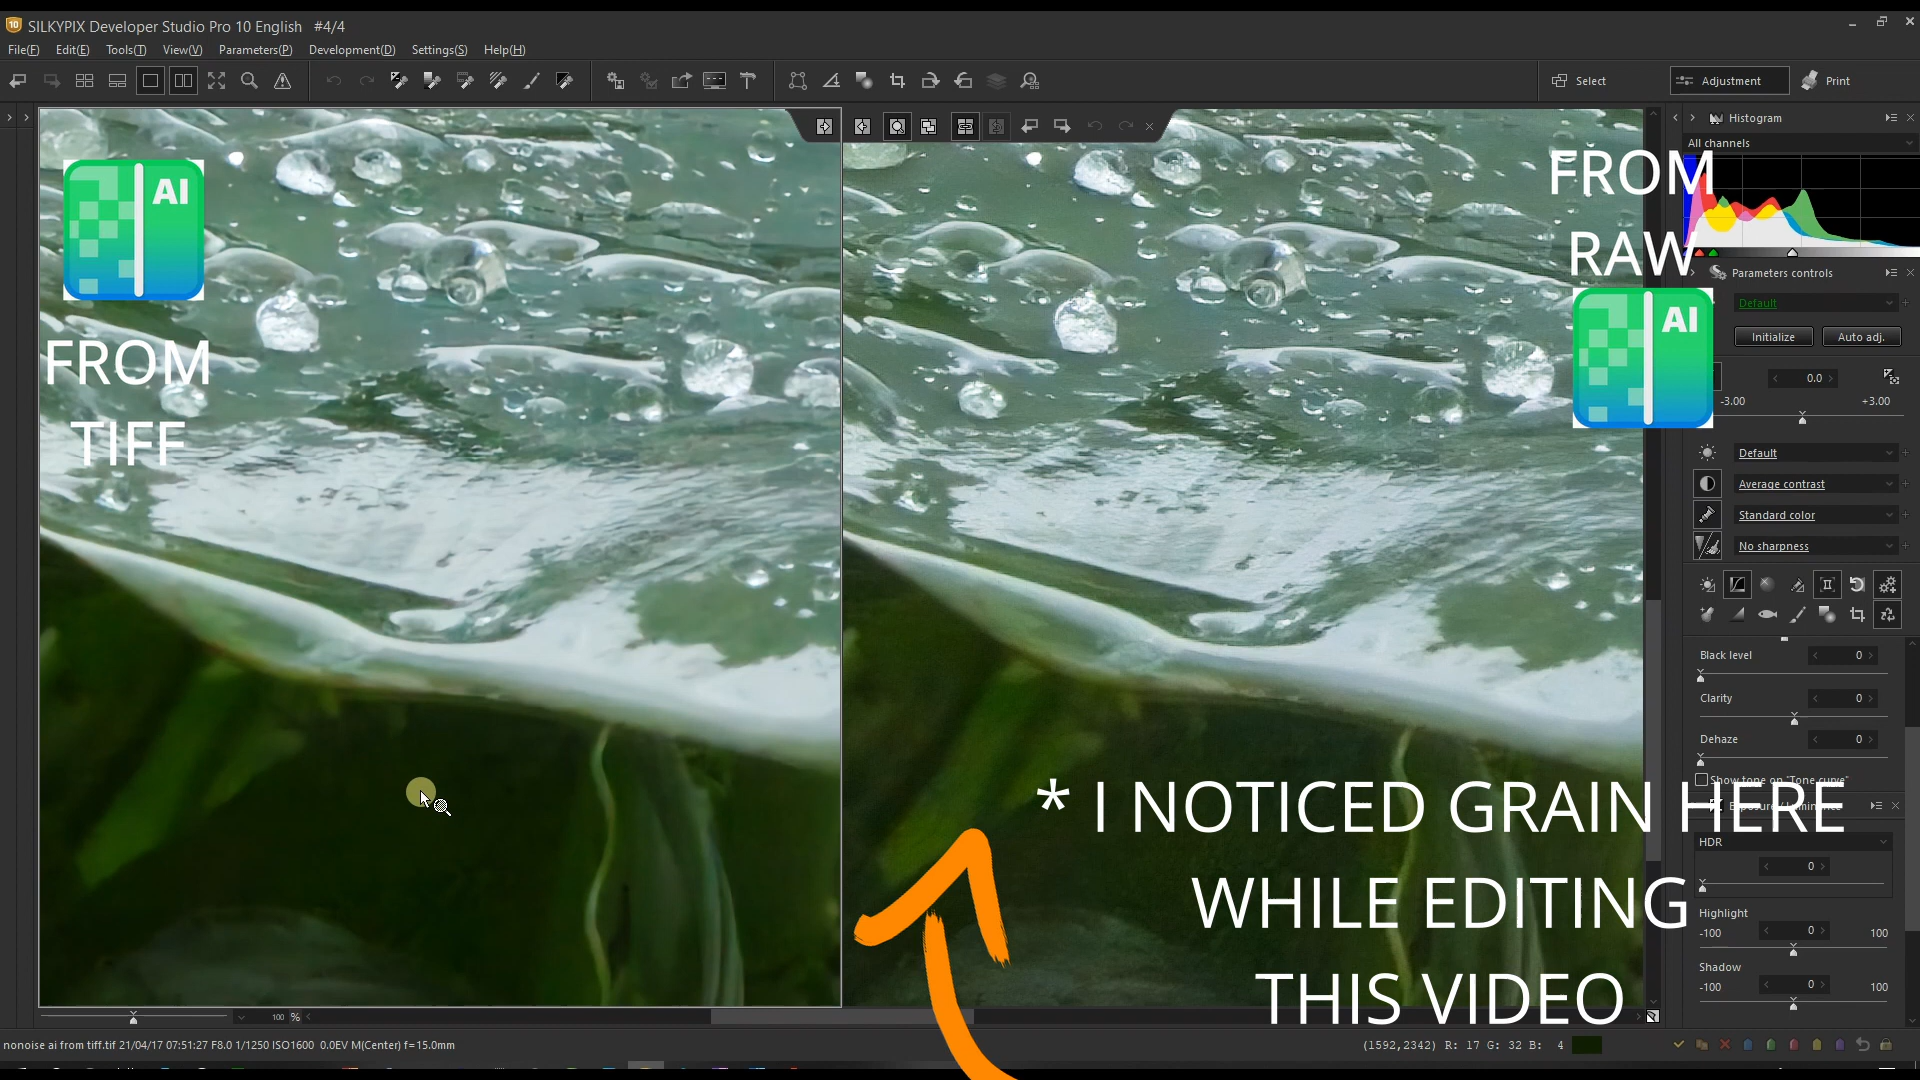 SILKYPIX Developer Studio Pro 10 English #4/4
File(F) Edit(E) Tools(T) View(V) Parameters(P) Development(D) Settings(S) Help(H)
Select Adjustment Print
Histogram
All channels
AI
FROM
TIFF
FROM
RAW
AI
Parameters controls
Default
Initialize Auto adj.
0.0
-3.00 +3.00
Default
Average contrast
Standard color
No sharpness
Black level 0
Clarity 0
Dehaze 0
Show tone on "Tone curve"
* I NOTICED GRAIN HERE
WHILE EDITING
THIS VIDEO
HDR
0
Highlight
-100 0 100
Shadow
-100 0 100
100 %
nonoise ai from tiff.tif 21/04/17 07:51:27 F8.0 1/1250 ISO1600 0.0EV M(Center) f=15.0mm
(1592,2342) R: 17 G: 32 B: 4